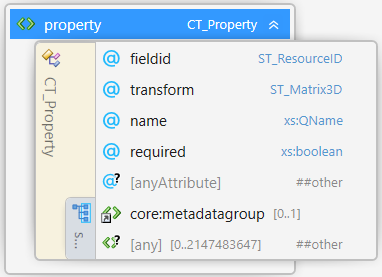 property CT_Property
CT_Property
fieldid ST_ResourceID
transform ST_Matrix3D
name xs:QName
required xs:boolean
[anyAttribute] ##other
S...
core:metadatagroup [0..1]
[any] [0..2147483647] ##other